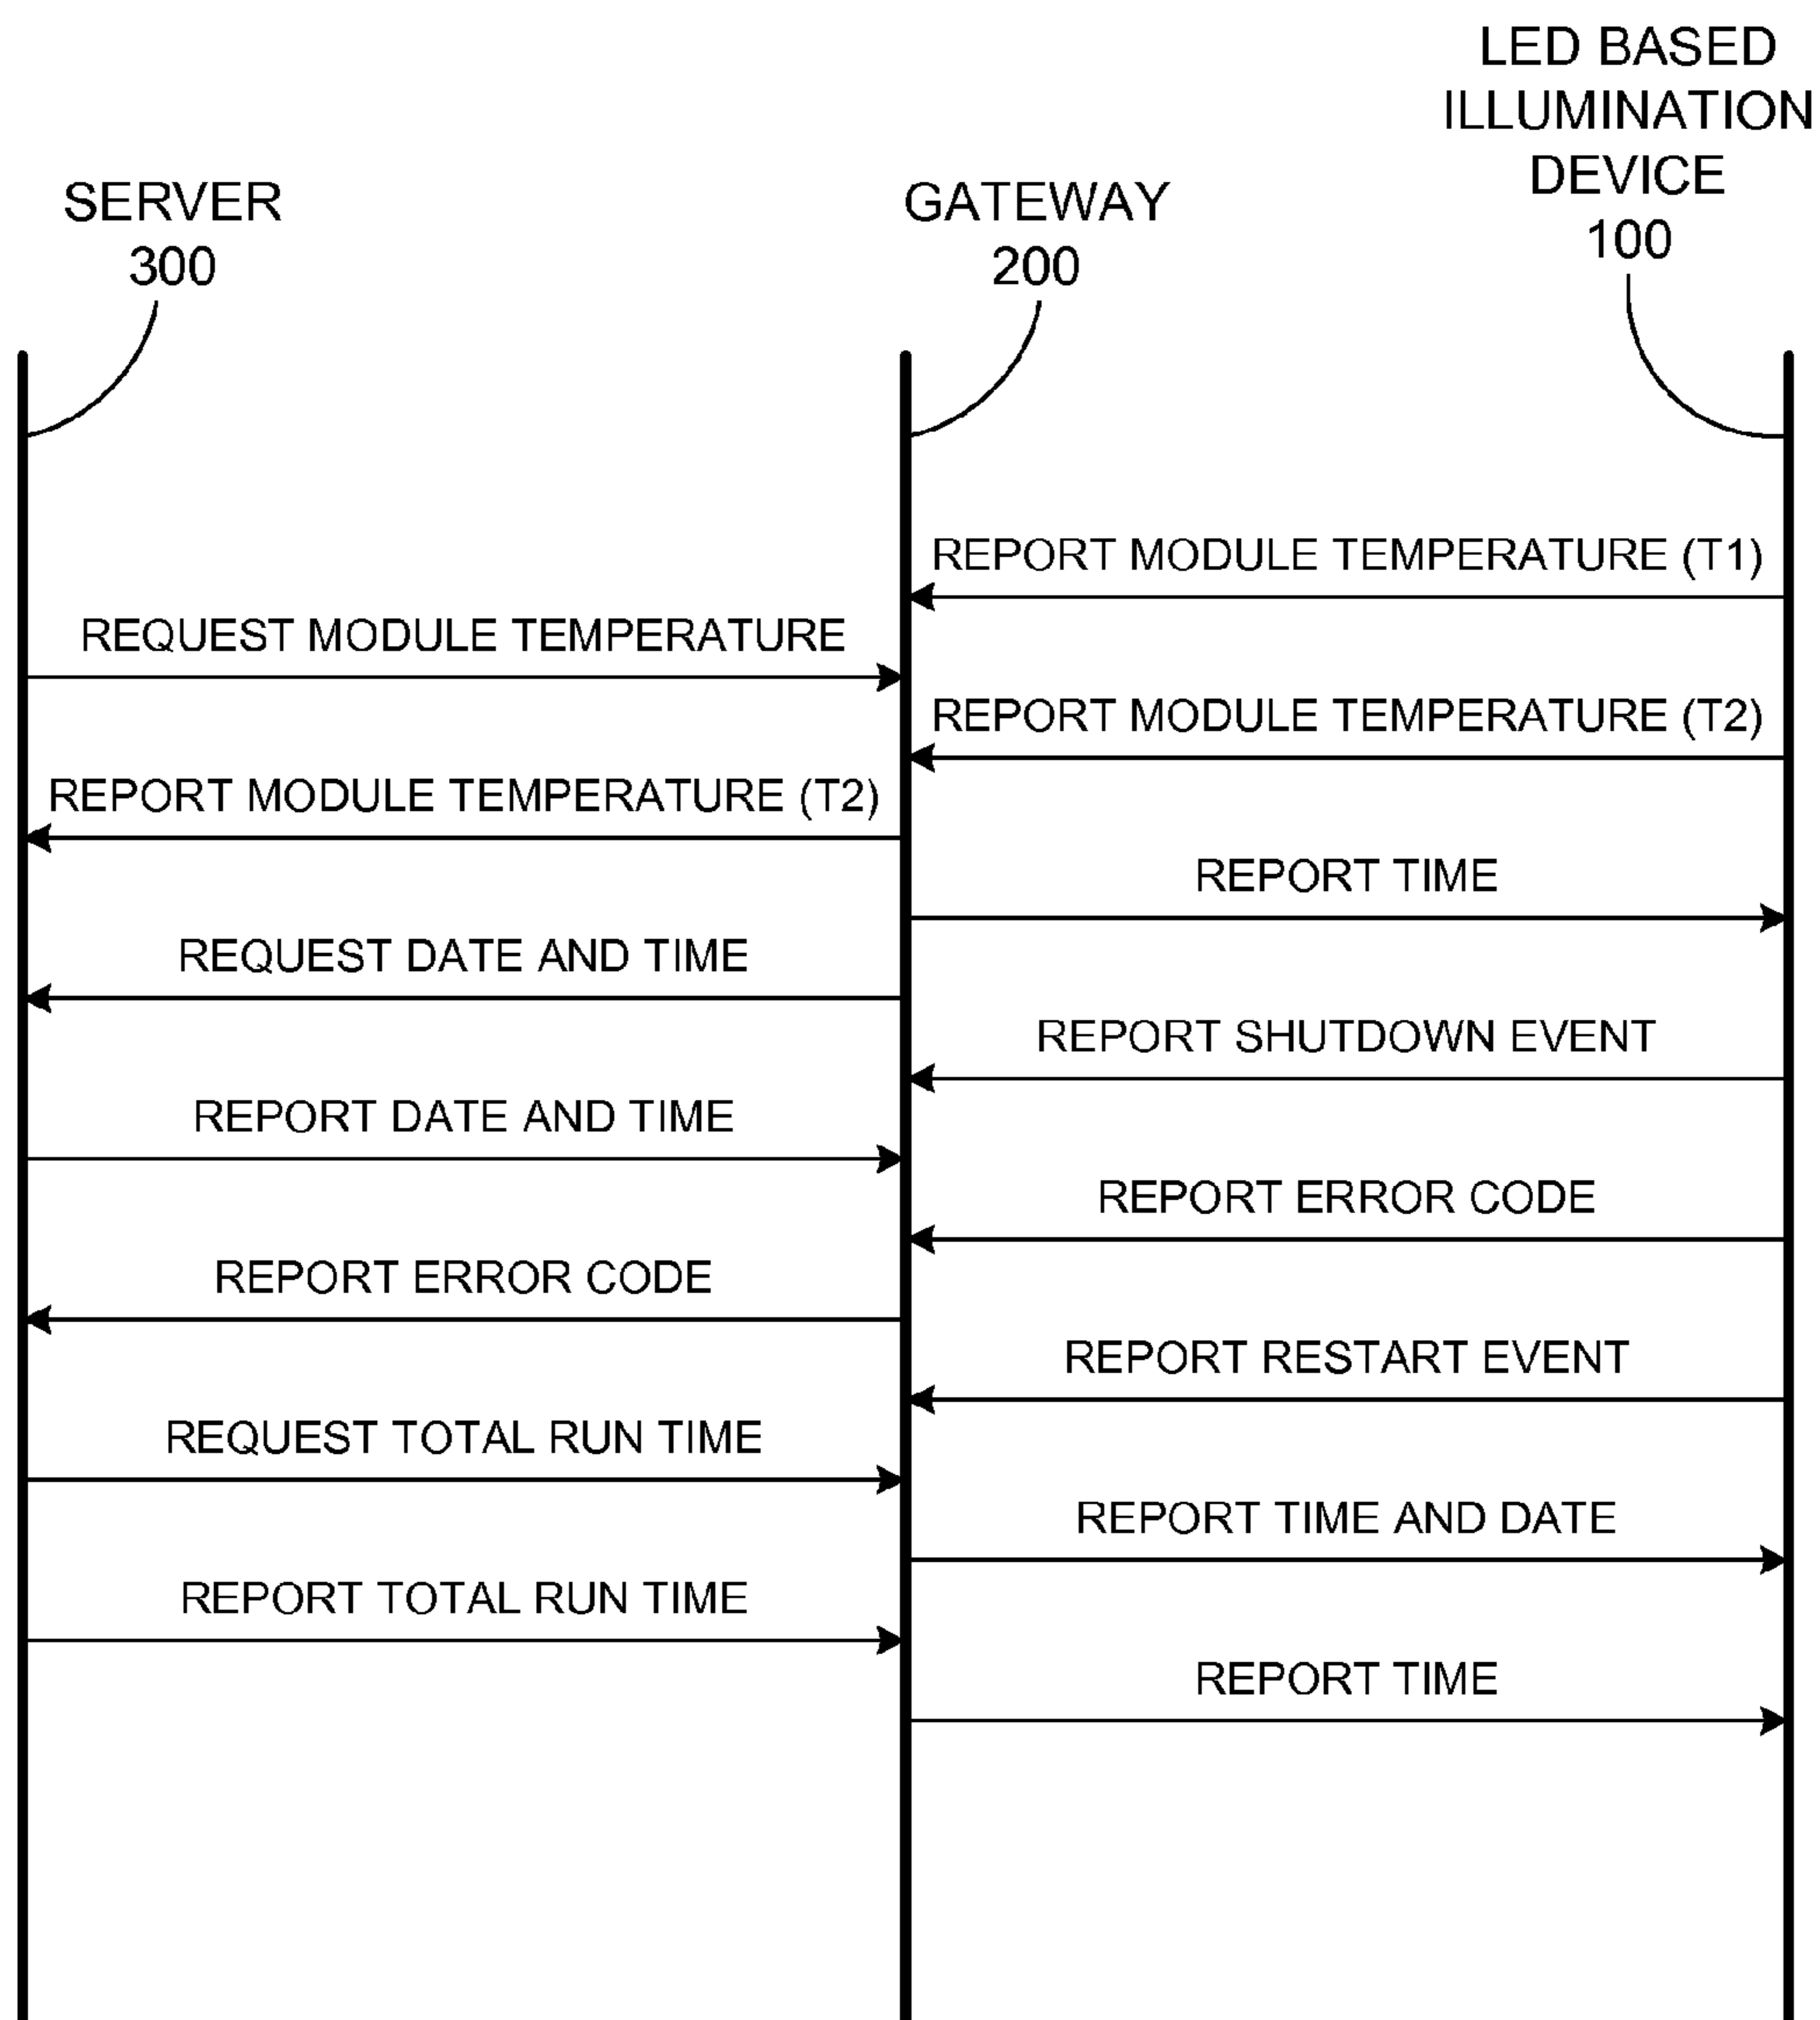 LED BASED
ILLUMINATION
DEVICE
100
SERVER
300
GATEWAY
200
REPORT MODULE TEMPERATURE (T1)
REQUEST MODULE TEMPERATURE
REPORT MODULE TEMPERATURE (T2)
REPORT MODULE TEMPERATURE (T2)
REPORT TIME
REQUEST DATE AND TIME
REPORT SHUTDOWN EVENT
REPORT DATE AND TIME
REPORT ERROR CODE
REPORT ERROR CODE
REPORT RESTART EVENT
REQUEST TOTAL RUN TIME
REPORT TIME AND DATE
REPORT TOTAL RUN TIME
REPORT TIME